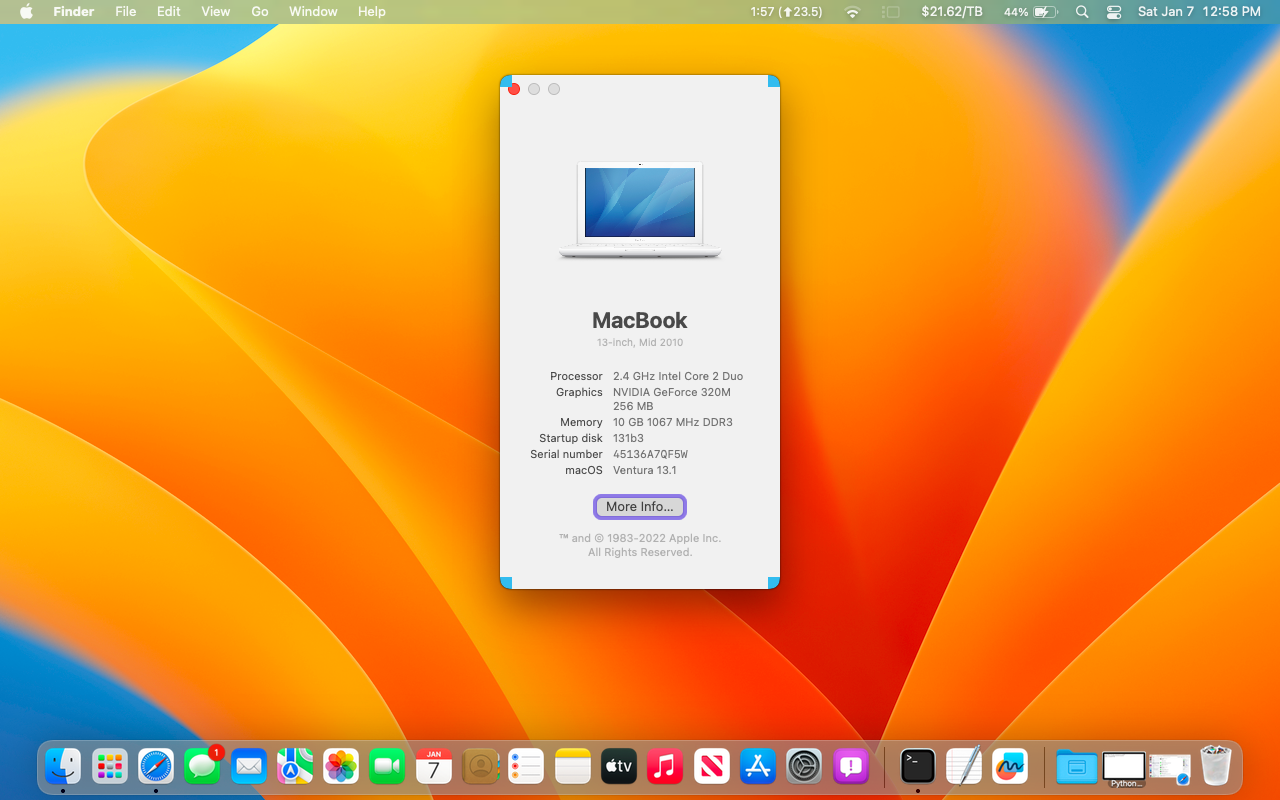 Finder File Edit View Go Window Help 1:57 (⬆23.5) $21.62/TB 44% Sat Jan 7 12:58 PM
MacBook
13-inch, Mid 2010
Processor 2.4 GHz Intel Core 2 Duo
Graphics NVIDIA GeForce 320M
256 MB
Memory 10 GB 1067 MHz DDR3
Startup disk 131b3
Serial number 45136A7QF5W
macOS Ventura 13.1
More Info...
™ and © 1983-2022 Apple Inc.
All Rights Reserved.
1
JAN
7
tv
>_
Python...